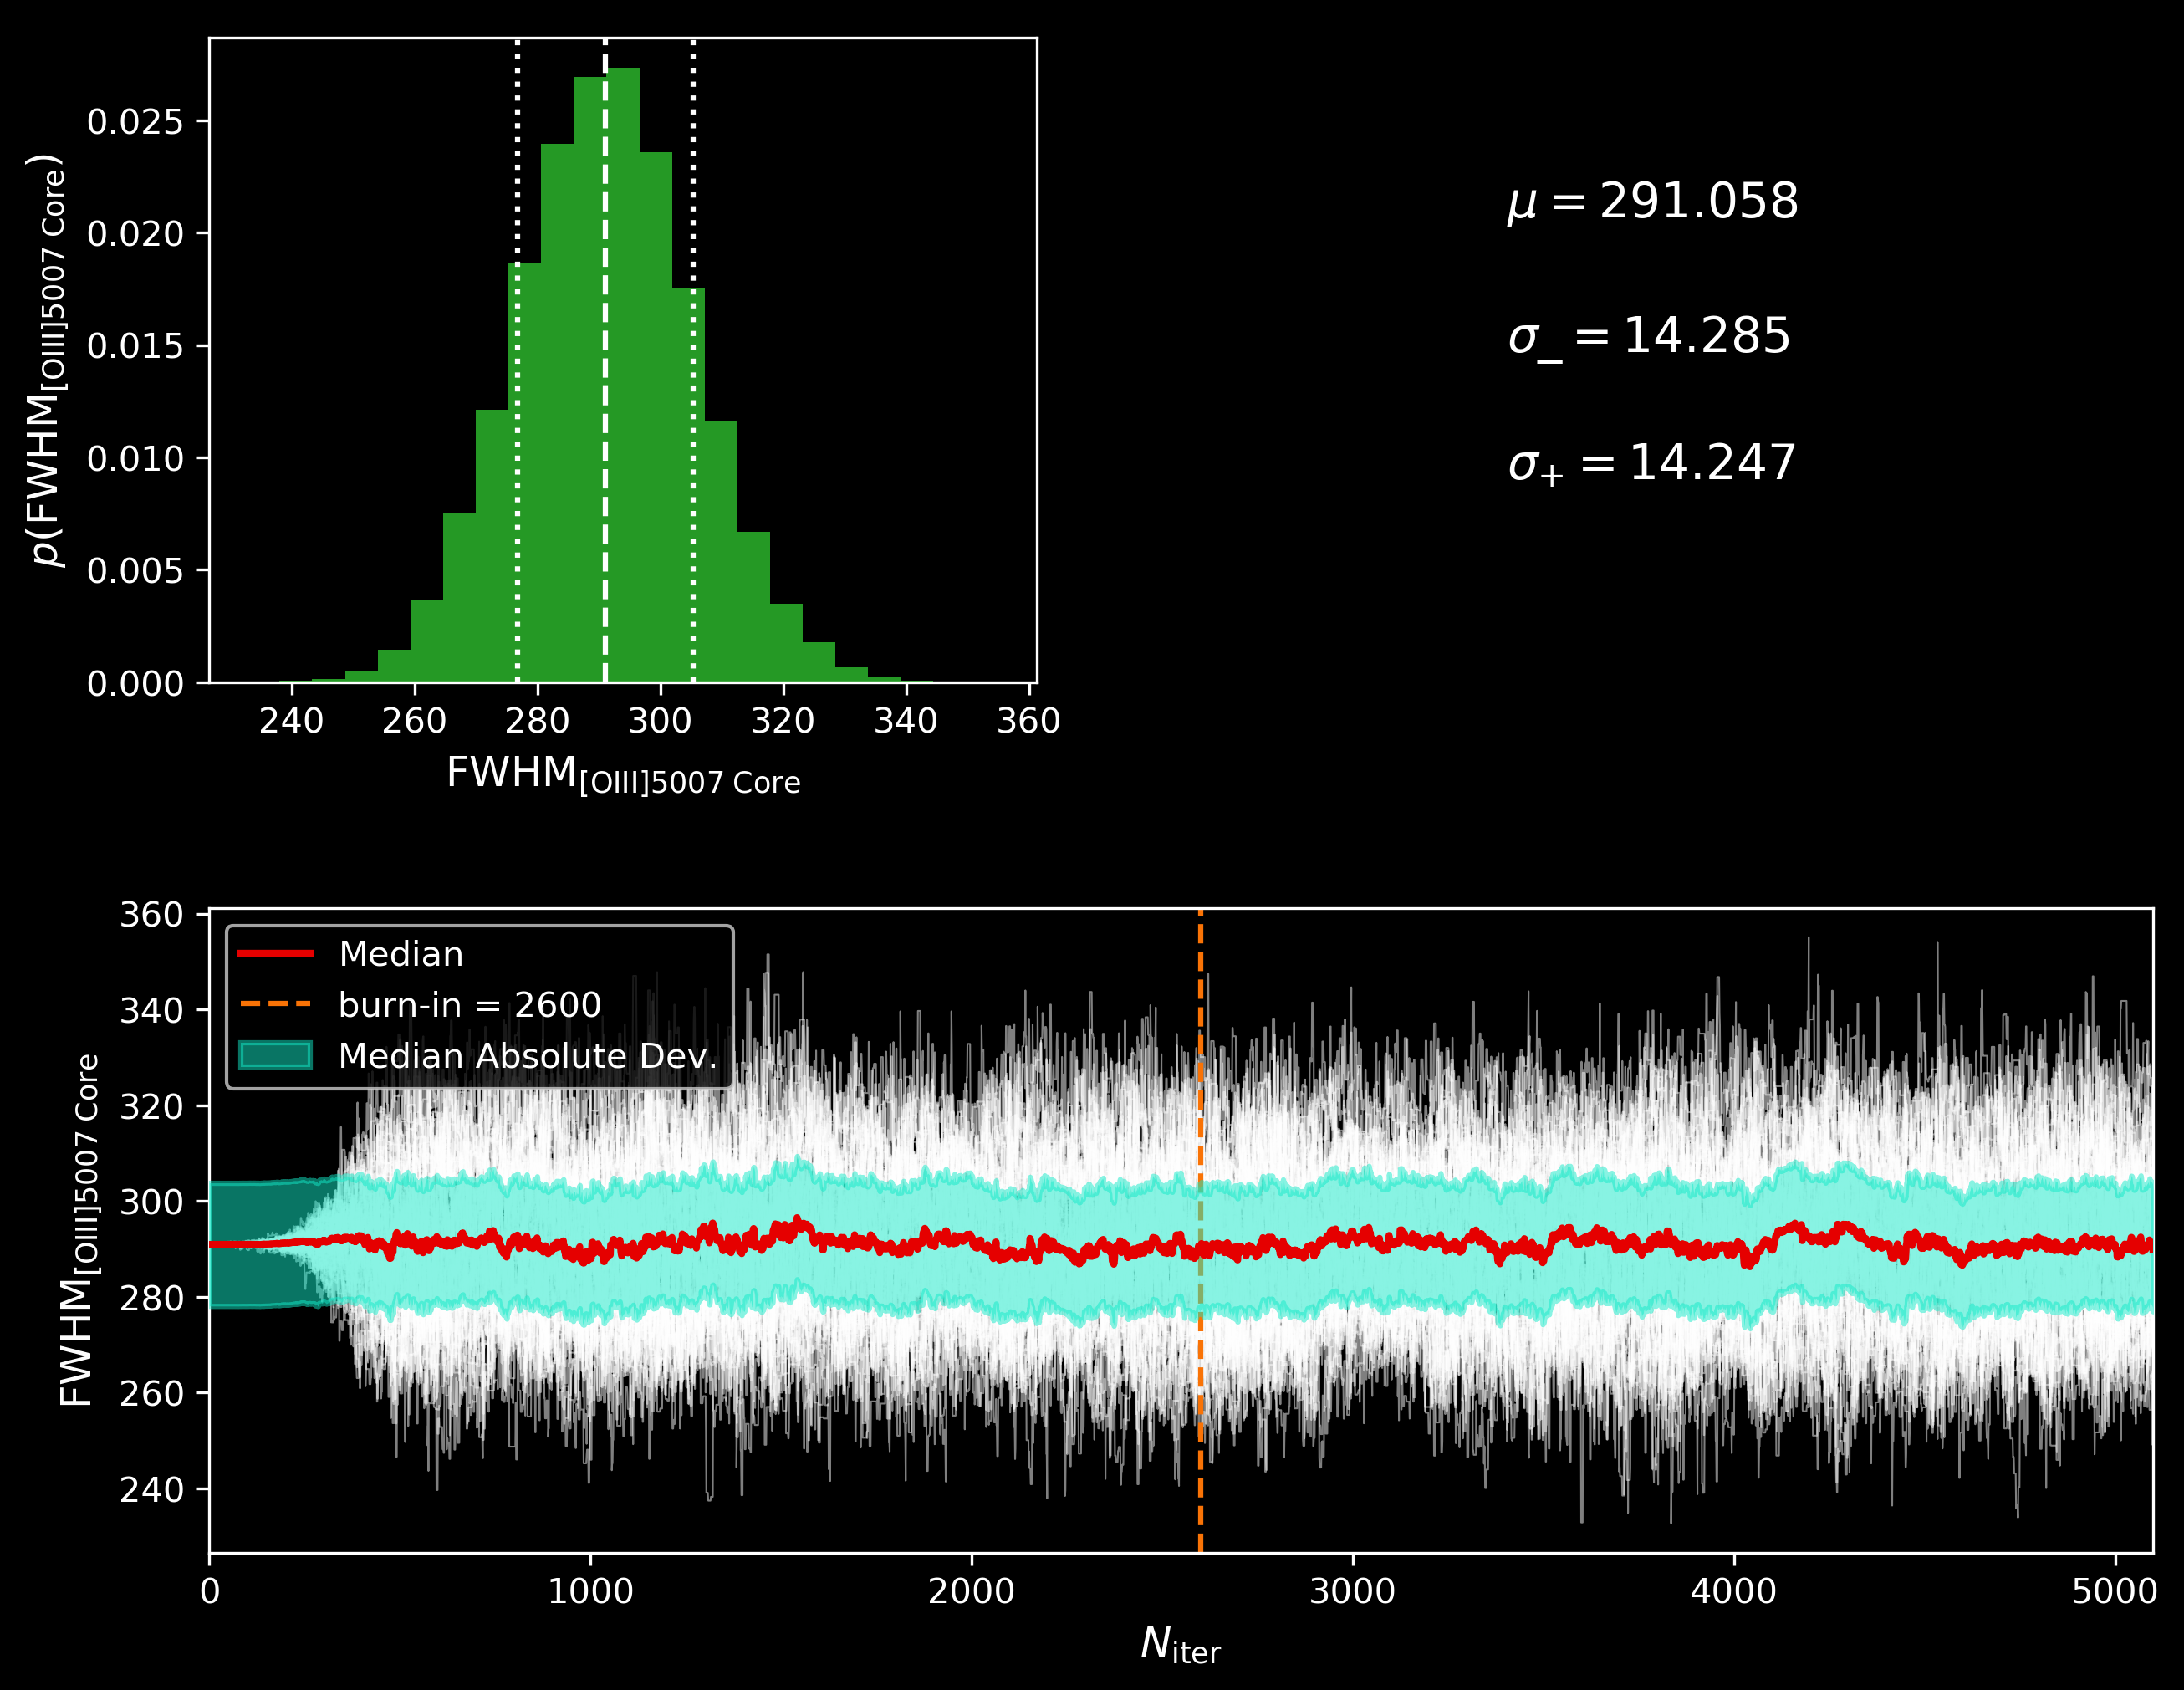 0.025
0.020
0.015
0.010
0.005
0.000
p(FWHM[OIII]5007 Core)
240 260 280 300 320 340 360
FWHM[OIII]5007 Core
μ = 291.058
σ_ = 14.285
σ+ = 14.247
360
340
320
300
280
260
240
FWHM[OIII]5007 Core
Median
burn-in = 2600
Median Absolute Dev.
0 1000 2000 3000 4000 5000
Niter